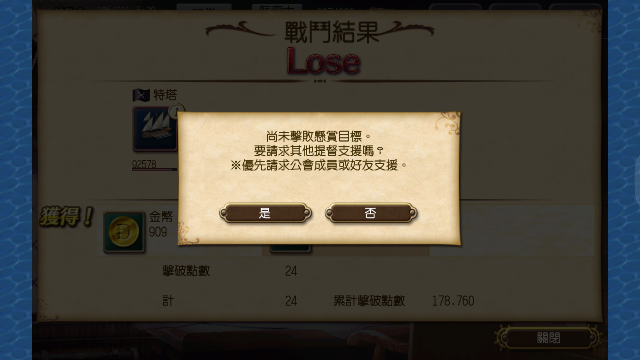 戰鬥結果
Lose
特塔
92578
尚未擊敗懸賞目標。
要請求其他提督支援嗎？
※優先請求公會成員或好友支援。
是
否
獲得！
金幣
909
擊破點數 24
計 24 累計擊破點數 178,760
關閉